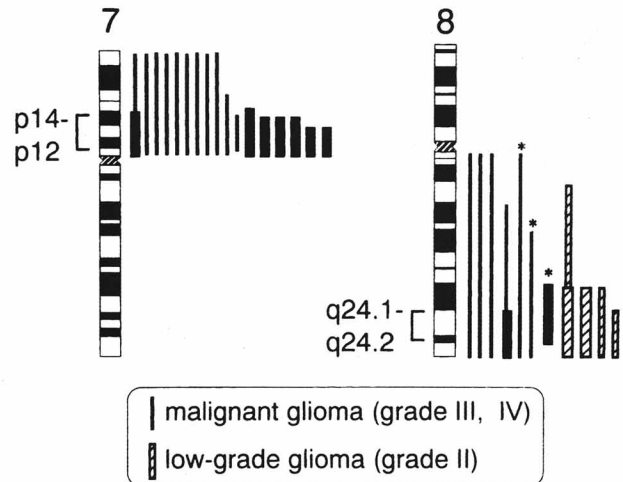 7
8
p14-
p12
*
*
*
q24.1-
q24.2
malignant glioma (grade III, IV)
low-grade glioma (grade II)